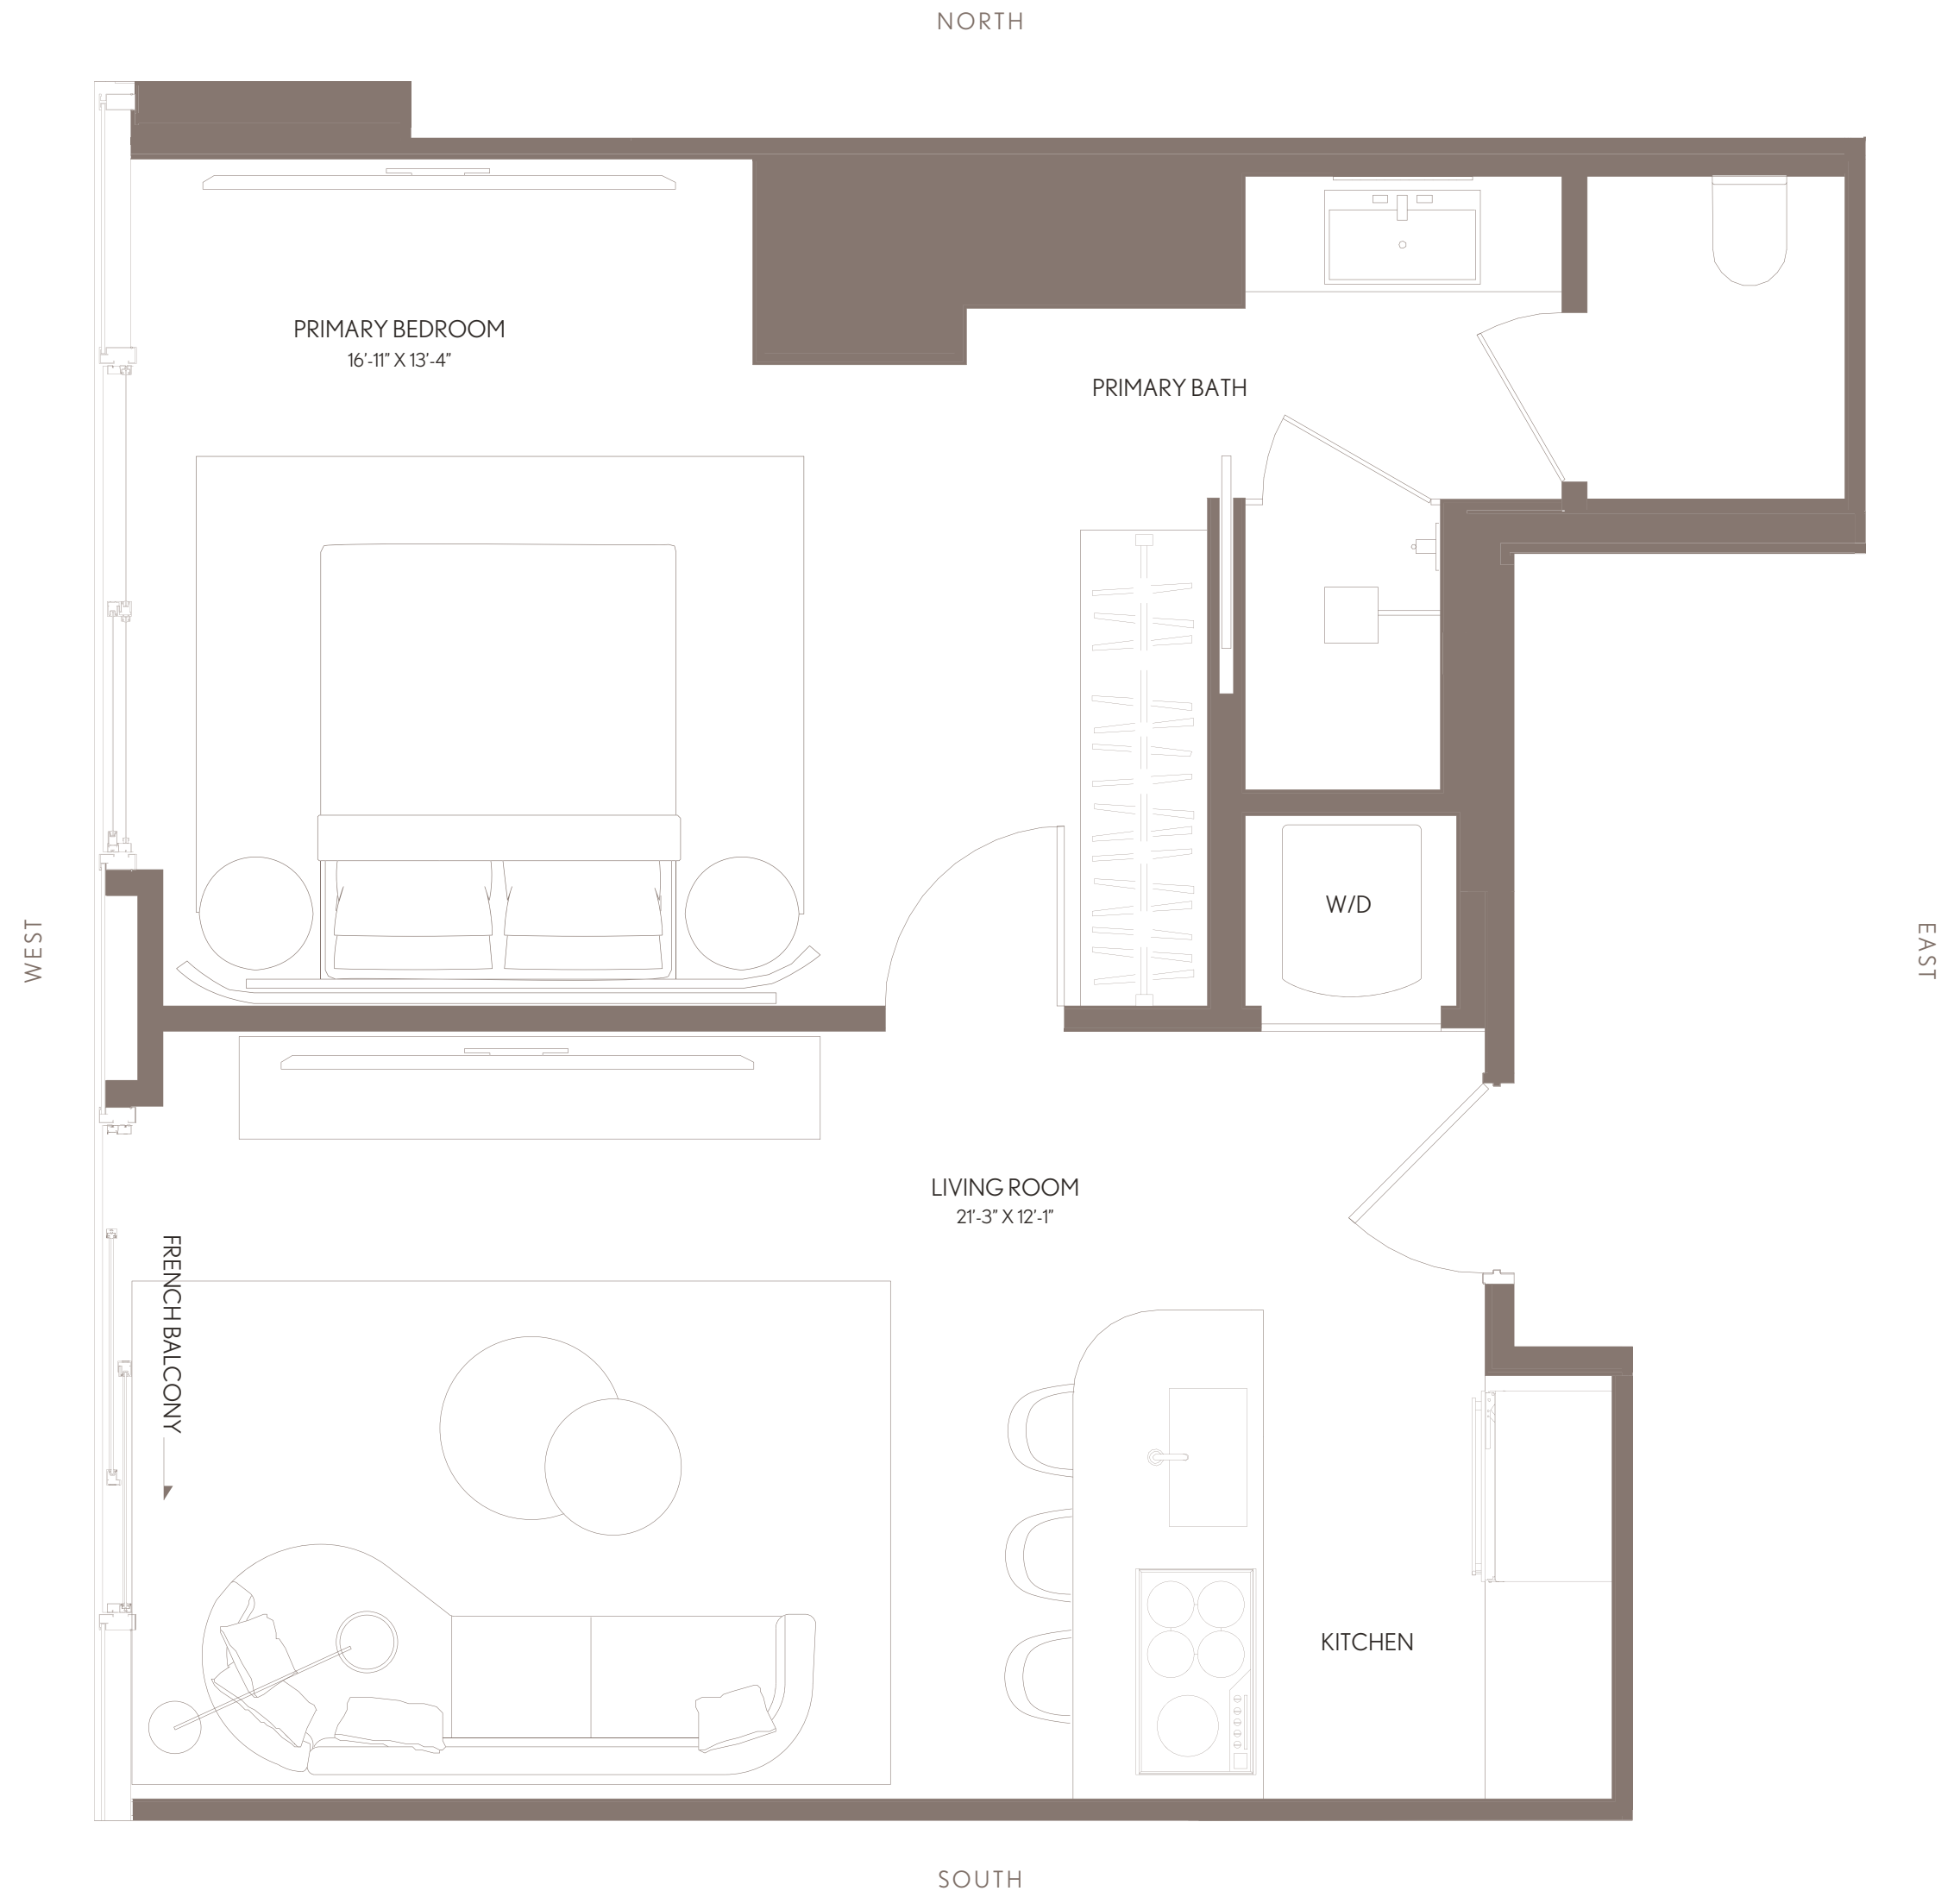 NORTH
PRIMARY BEDROOM
16'-11" X 13'-4"
PRIMARY BATH
W/D
WEST
EAST
LIVING ROOM
21'-3" X 12'-1"
FRENCH BALCONY
KITCHEN
SOUTH